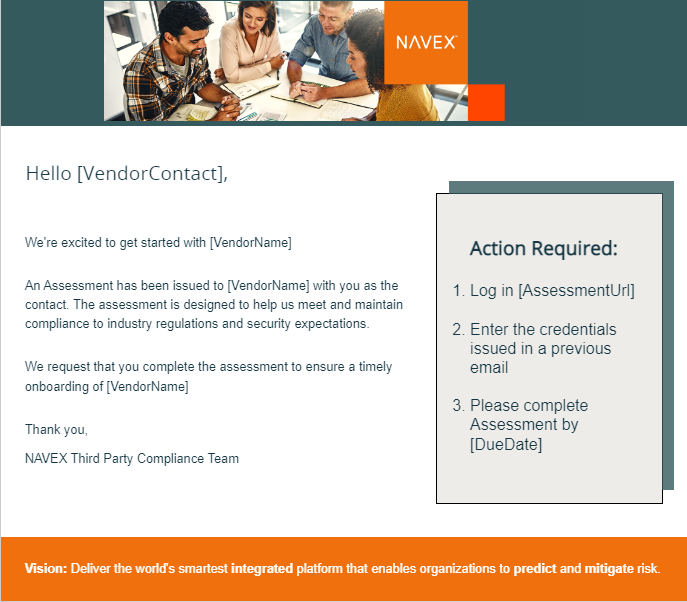 NAVEX
Hello [VendorContact],
We're excited to get started with [VendorName]
An Assessment has been issued to [VendorName] with you as the
contact. The assessment is designed to help us meet and maintain
compliance to industry regulations and security expectations.
We request that you complete the assessment to ensure a timely
onboarding of [VendorName]
Thank you,
NAVEX Third Party Compliance Team
Action Required:
1. Log in [AssessmentUrl]
2. Enter the credentials
issued in a previous
email
3. Please complete
Assessment by
[DueDate]
Vision: Deliver the world's smartest integrated platform that enables organizations to predict and mitigate risk.